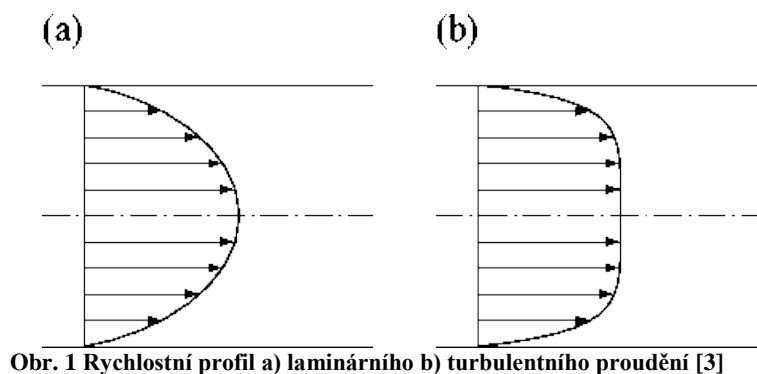 (a) (b)
Obr. 1 Rychlostní profil a) laminárního b) turbulentního proudění [3]